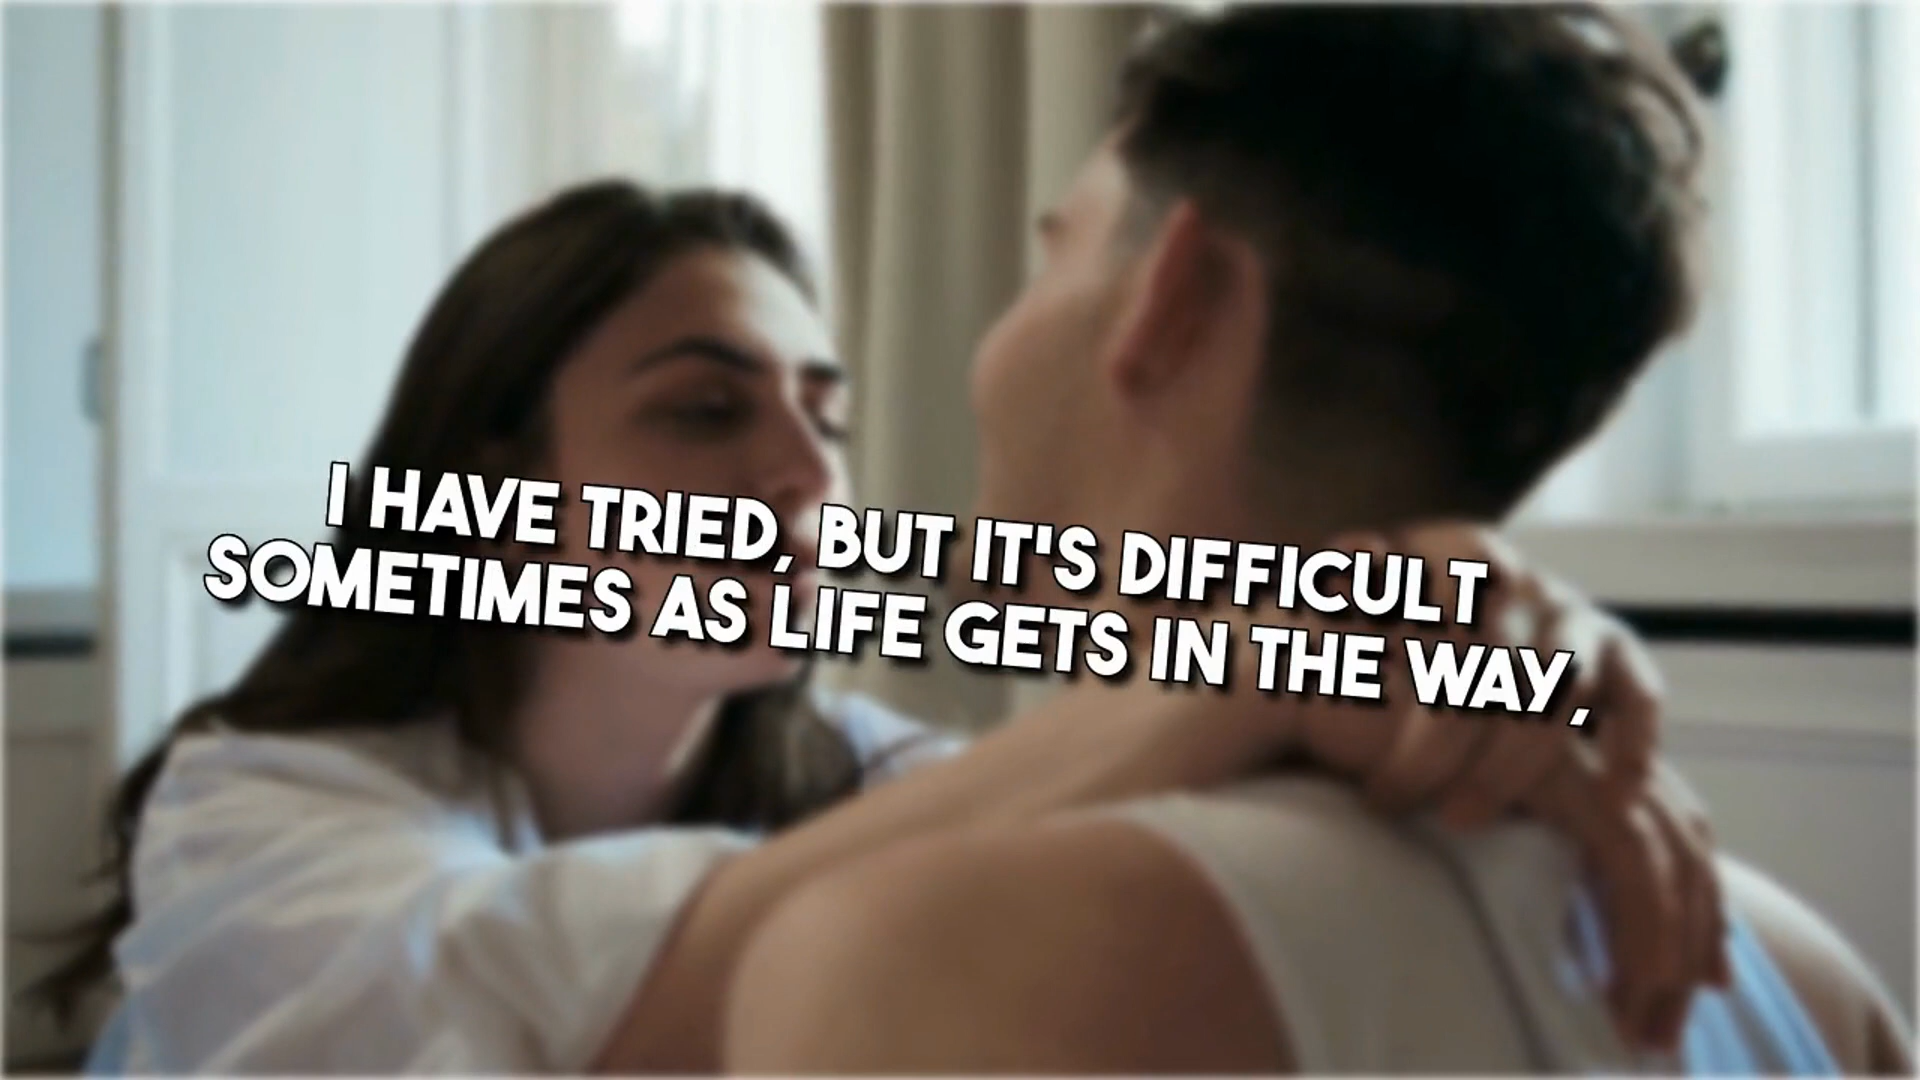 I HAVE TRIED, BUT IT'S DIFFICULT
SOMETIMES AS LIFE GETS IN THE WAY,